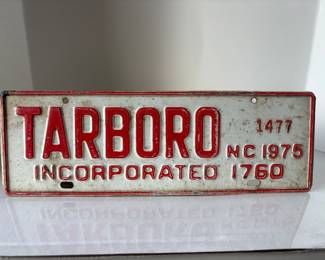 TARBORO 1477
NC 1975
INCORPORATED 1760